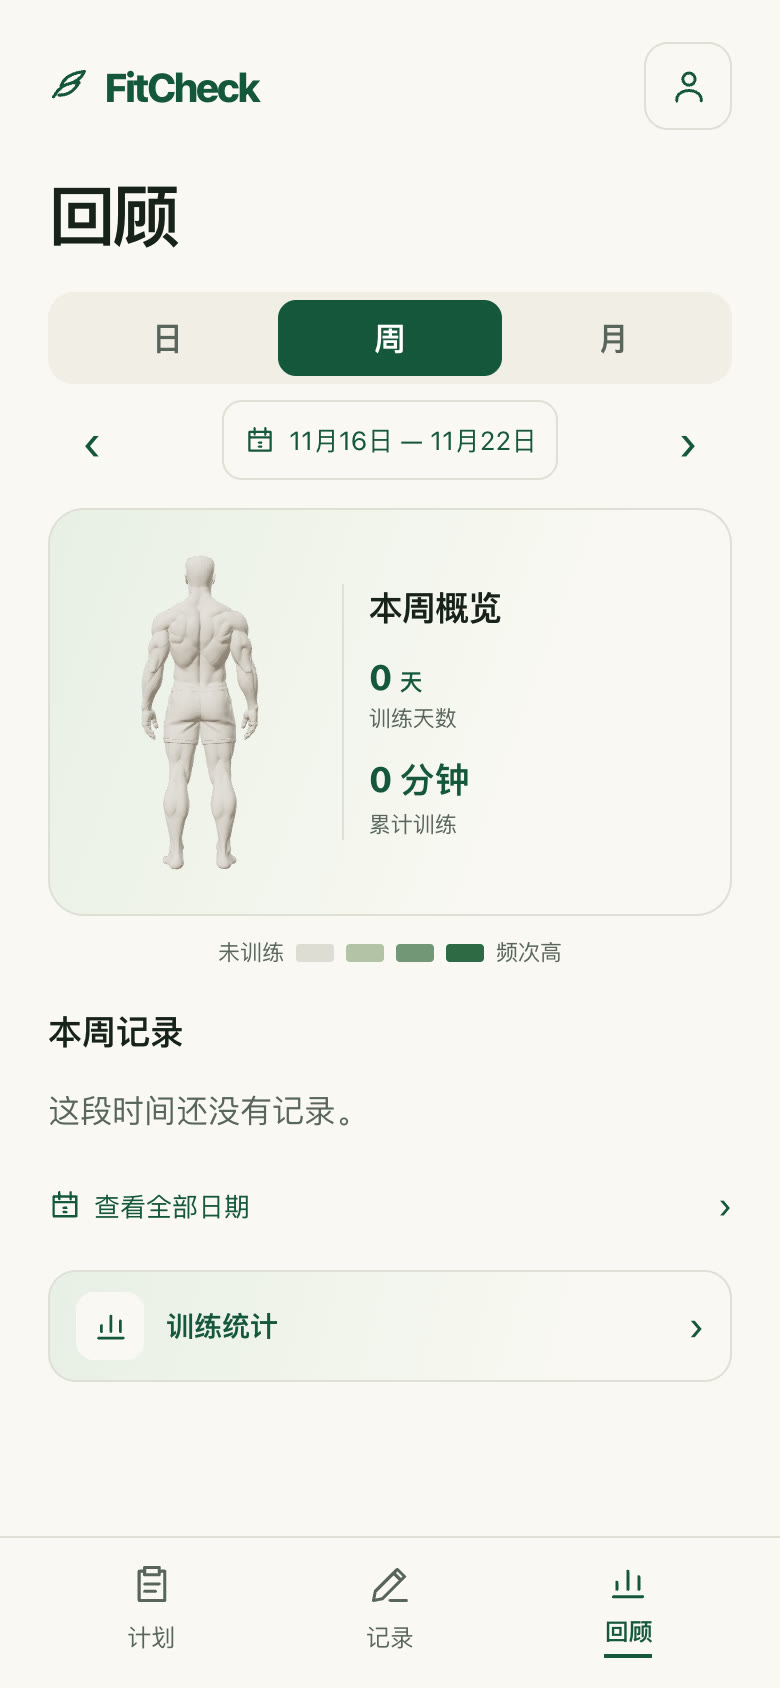 FitCheck
回顾
日 周 月
‹ 11月16日 — 11月22日 ›
本周概览
0 天
训练天数
0 分钟
累计训练
未训练 频次高
本周记录
这段时间还没有记录。
查看全部日期 ›
训练统计 ›
计划 记录 回顾